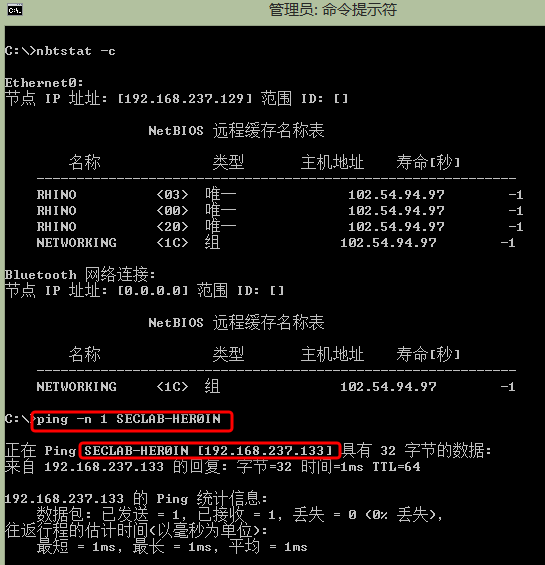 管理员: 命令提示符
C:\>nbtstat -c
Ethernet0:
节点 IP 址址: [192.168.237.129] 范围 ID: []
NetBIOS 远程缓存名称表
名称 类型 主机地址 寿命[秒]
------------------------------------------------------------
RHINO <03> 唯一 102.54.94.97 -1
RHINO <00> 唯一 102.54.94.97 -1
RHINO <20> 唯一 102.54.94.97 -1
NETWORKING <1C> 组 102.54.94.97 -1
Bluetooth 网络连接:
节点 IP 址址: [0.0.0.0] 范围 ID: []
NetBIOS 远程缓存名称表
名称 类型 主机地址 寿命[秒]
------------------------------------------------------------
NETWORKING <1C> 组 102.54.94.97 -1
C:\>ping -n 1 SECLAB-HER0IN
正在 Ping SECLAB-HER0IN [192.168.237.133] 具有 32 字节的数据:
来自 192.168.237.133 的回复: 字节=32 时间=1ms TTL=64
192.168.237.133 的 Ping 统计信息:
数据包: 已发送 = 1, 已接收 = 1, 丢失 = 0 (0% 丢失),
往返行程的估计时间(以毫秒为单位):
最短 = 1ms, 最长 = 1ms, 平均 = 1ms